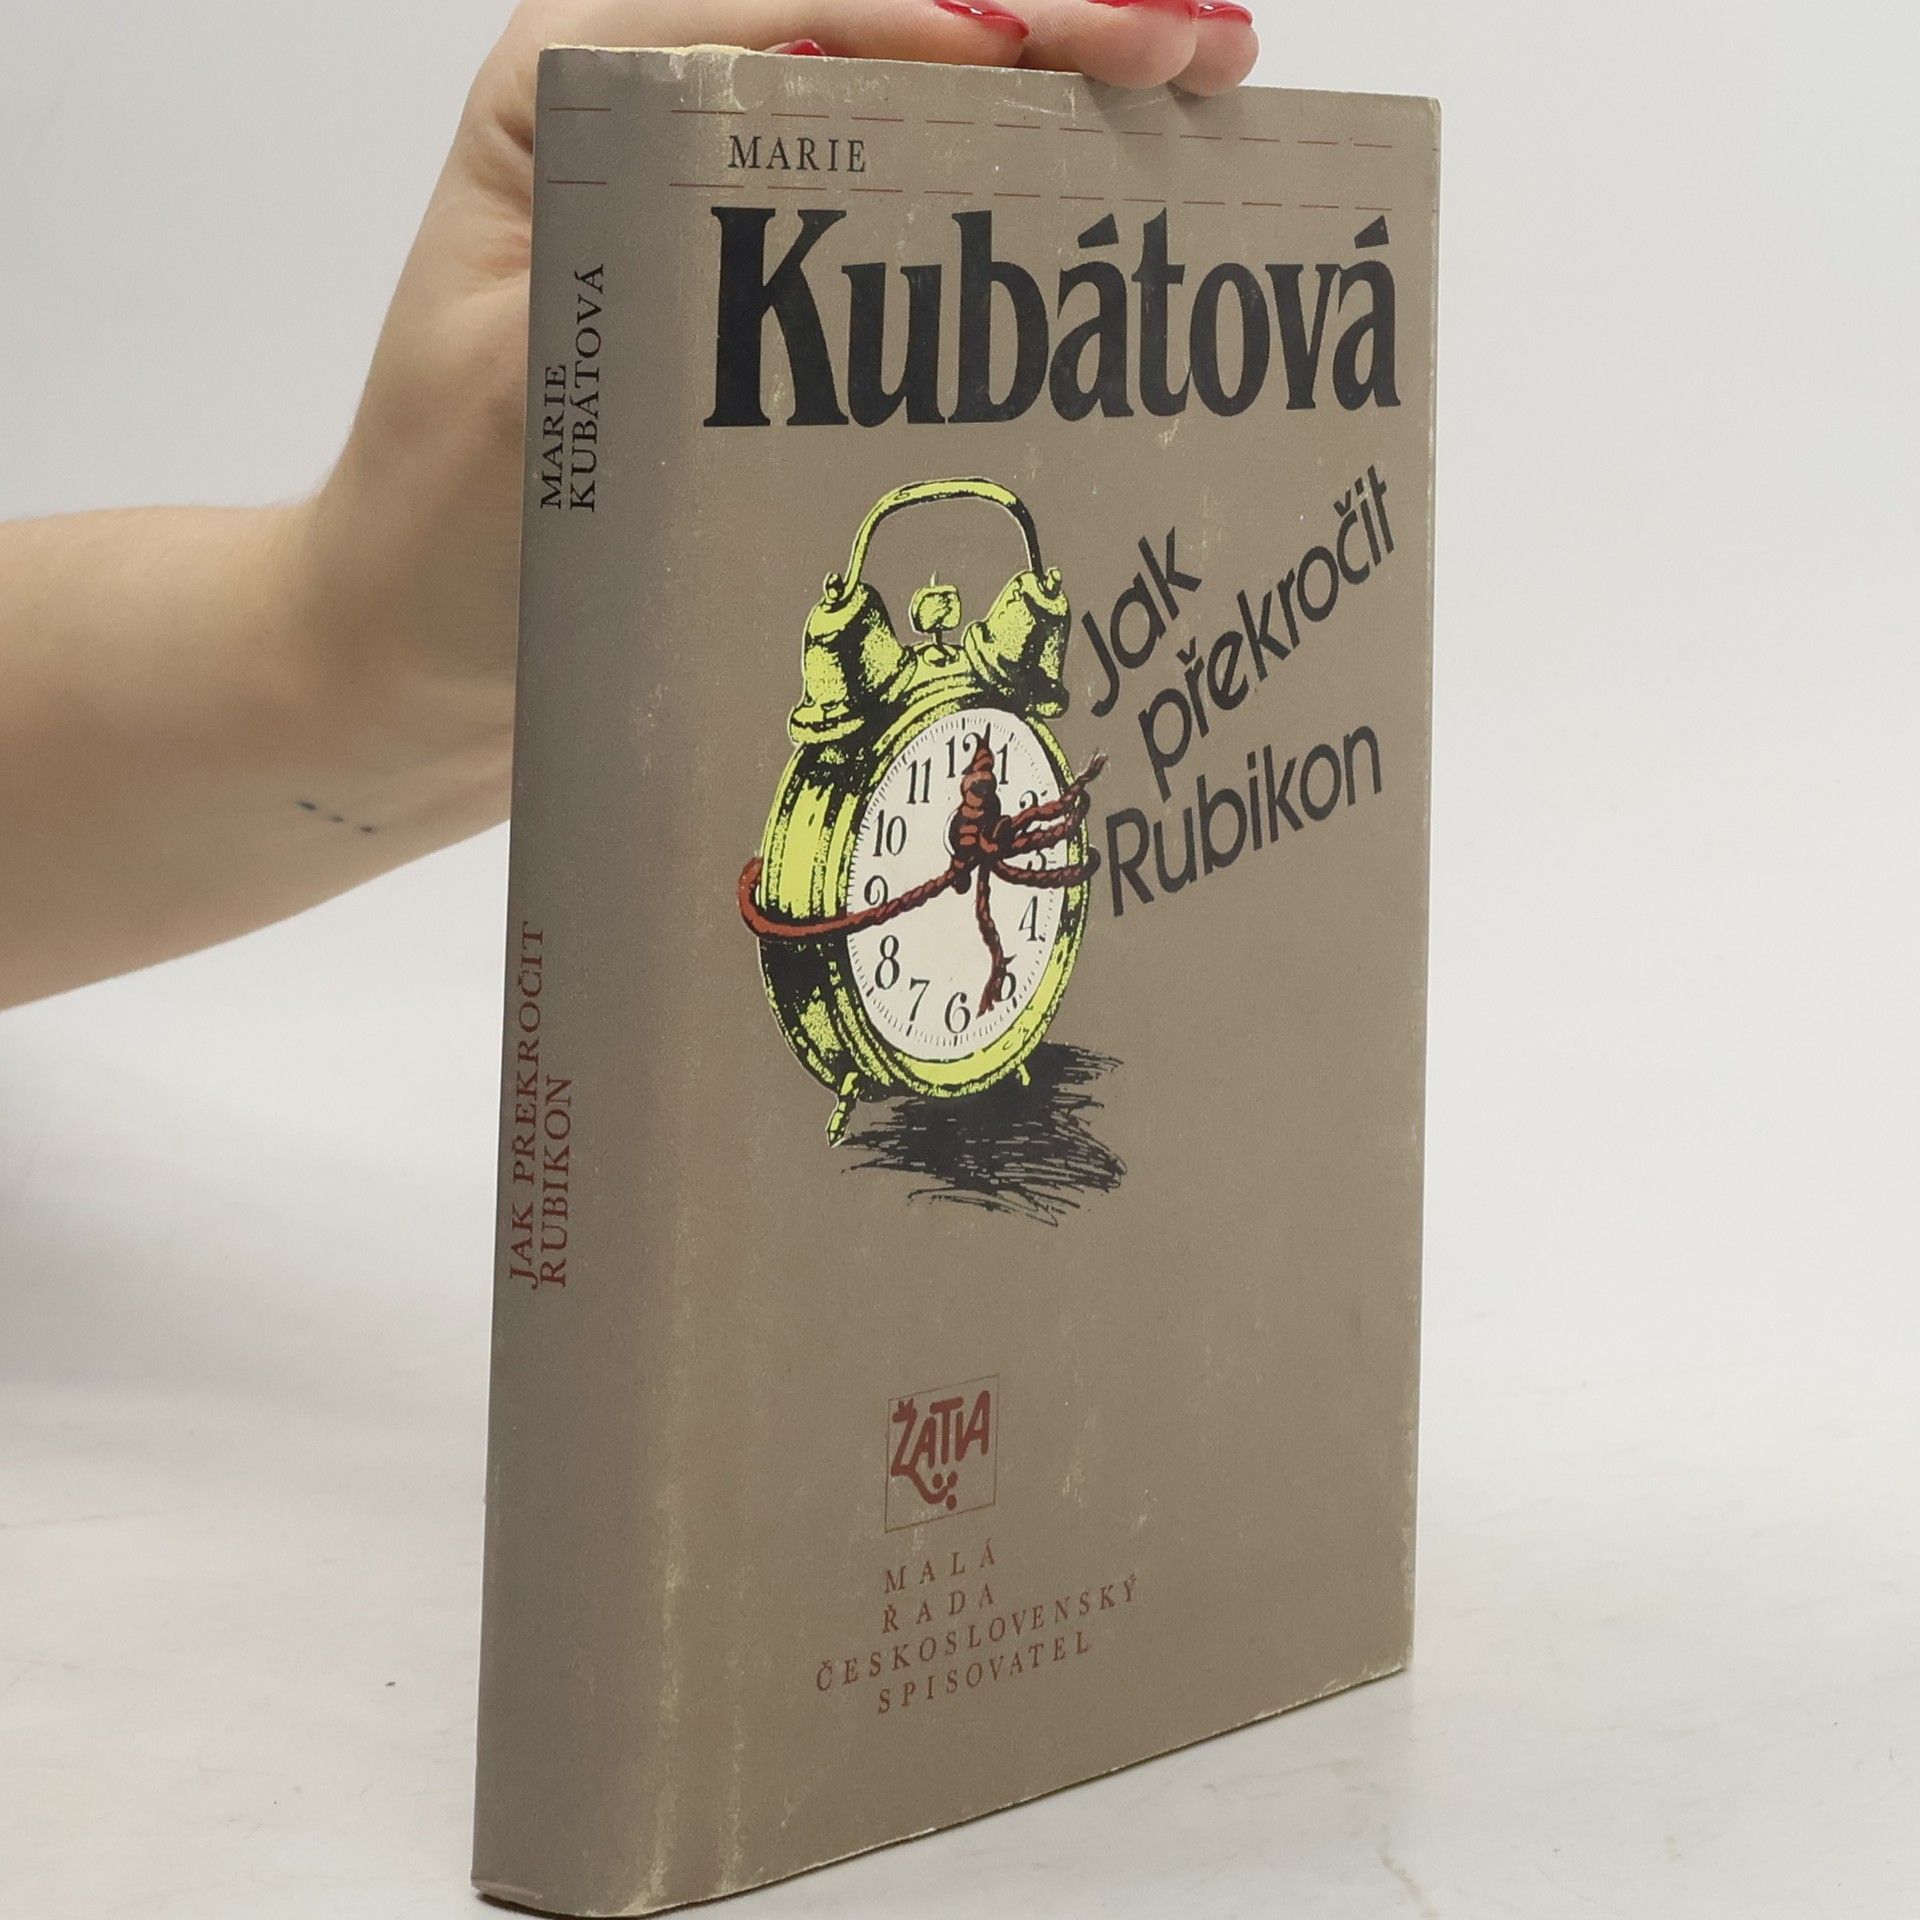 MARIE
Kubátová
Jak
překročit
Rubikon
12
1
2
3
4
5
6
7
8
9
10
11
ŽATVA
MALÁ
ŘADA
ČESKOSLOVENSKÝ
SPISOVATEL
MARIE
KUBÁTOVÁ
JAK PŘEKROČIT
RUBIKON